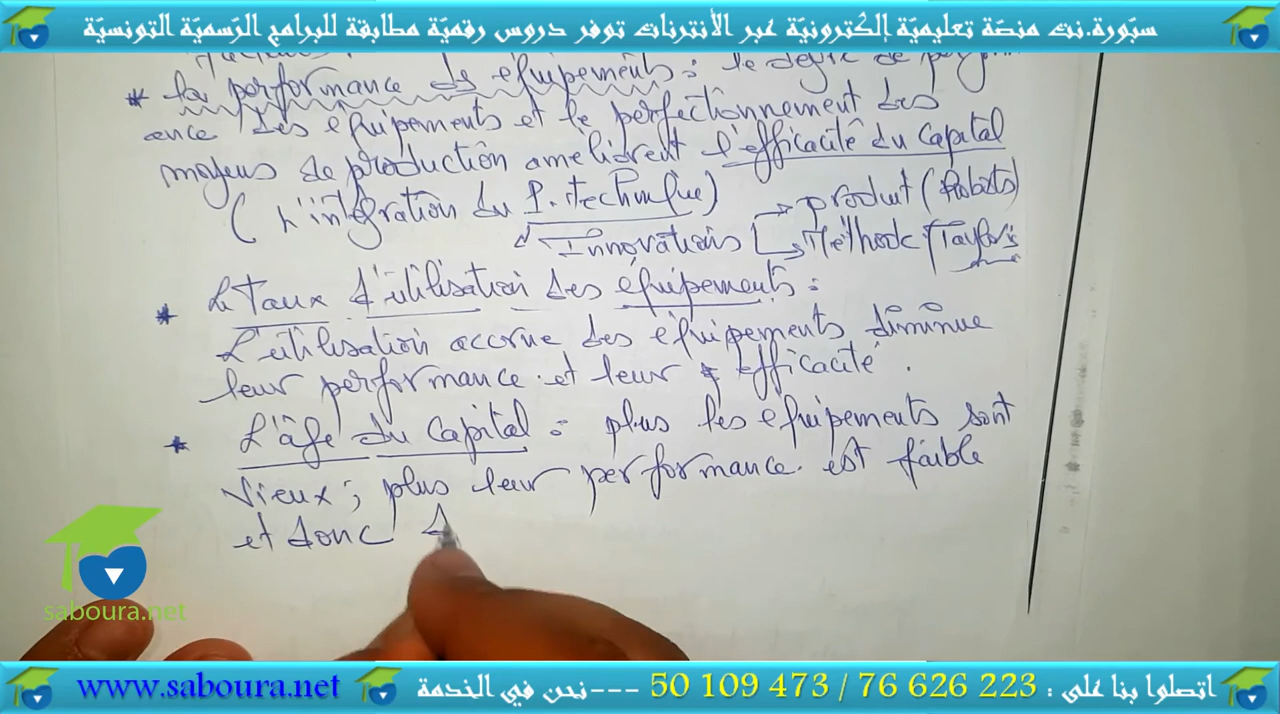 سبّورة.نت منصّة تعليميّة إلكترونيّة عبر الأنترنات توفر دروس رقميّة مطابقة للبرامج الرّسميّة التونسيّة
* La performance des équipements : le degré de perform
ance des équipements et le perfectionnement des
moyens de production améliorent l'efficacité du capital
( L'intégration du P. technique) → produit (Robots)
Innovations → Méthode (Taylor
* Le Taux d'utilisation des équipements :
L'utilisation accrue des équipements diminue
leur performance et leur efficacité.
* L'âge du capital : plus les équipements sont
vieux ; plus leur performance est faible
et donc
saboura.net
www.saboura.net اتصلوا بنا على : 50 109 473 / 76 626 223 ---نحن في الخدمة